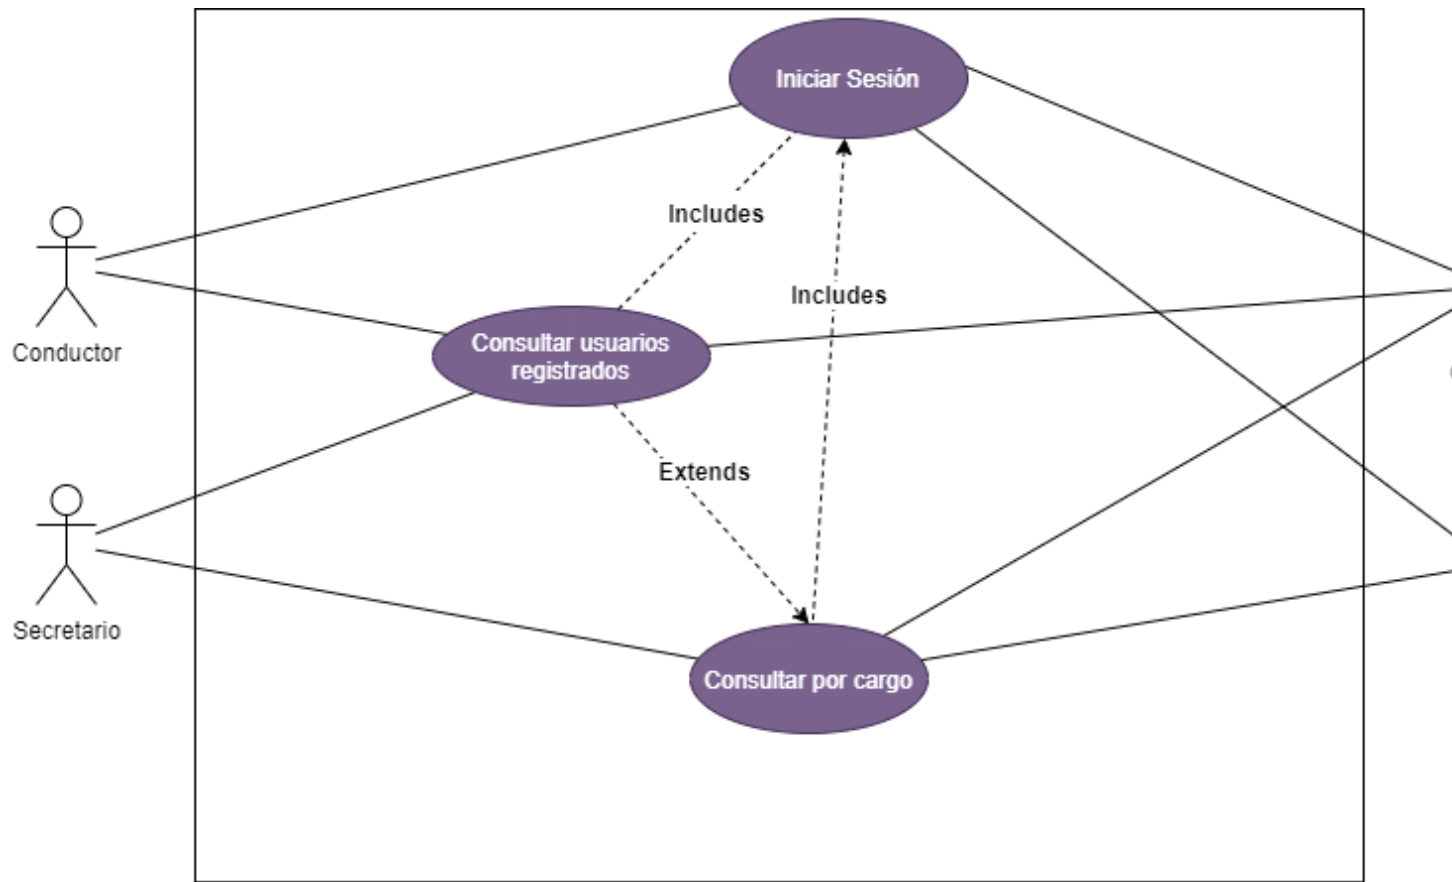 Iniciar Sesión
Includes
Includes
Conductor
Consultar usuarios
registrados
Extends
Secretario
Consultar por cargo